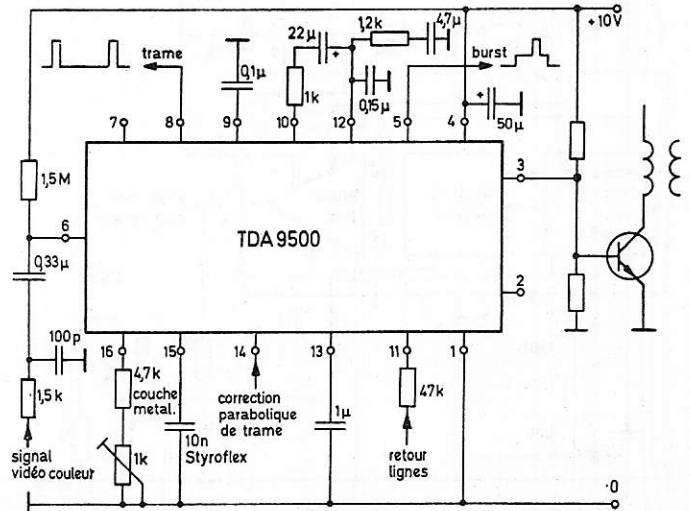 +10V
22µ
+
1,2k
4,7µ
trame
burst
0,1µ
1k
0,15µ
+
50µ
7
8
9
10
12
5
4
1,5M
3
6
TDA 9500
0,33µ
2
100p
16
15
14
13
11
1
1,5k
4,7k
couche
metal.
correction
parabolique
de trame
1µ
47k
10n
Styroflex
1k
signal
vidéo couleur
retour
lignes
0